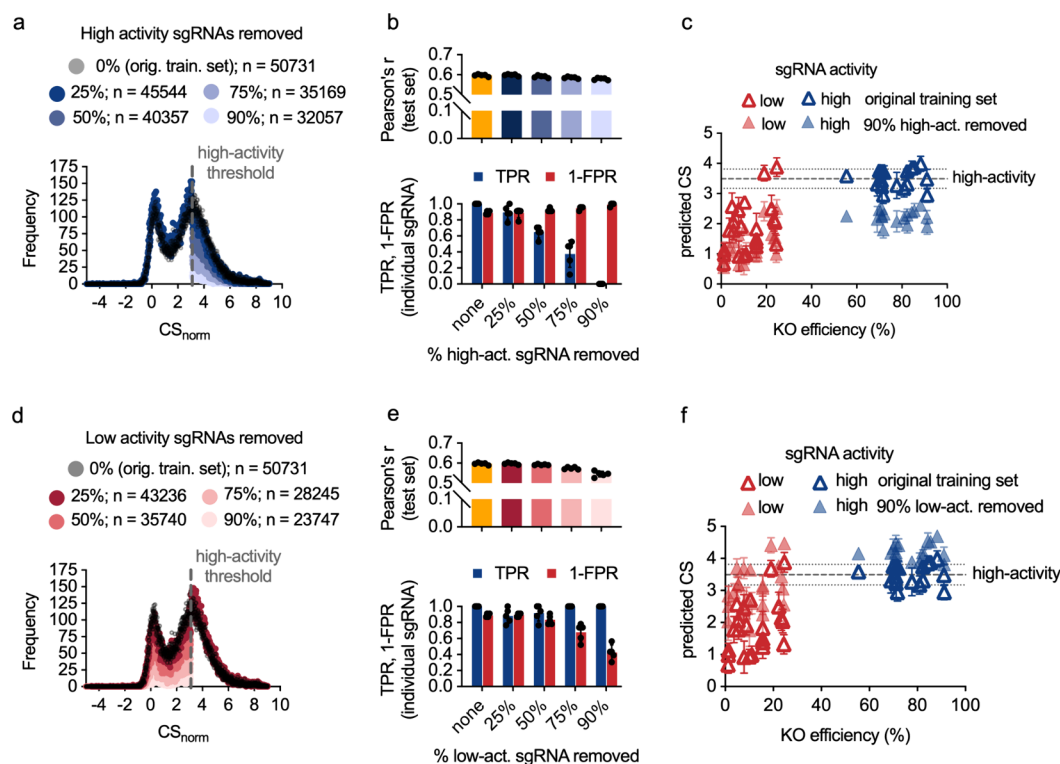 a
High activity sgRNAs removed
0% (orig. train. set); n = 50731
25%; n = 45544
75%; n = 35169
50%; n = 40357
90%; n = 32057
high-activity
threshold
Frequency
175
150
125
100
75
50
25
0
-4 -2 0 2 4 6 8 10
CSnorm
b
Pearson's r
(test set)
0.7
0.6
0.5
0.1
0.0
TPR 1-FPR
TPR, 1-FPR
(individual sgRNA)
1.0
0.8
0.6
0.4
0.2
0.0
none 25% 50% 75% 90%
% high-act. sgRNA removed
c
sgRNA activity
low high original training set
low high 90% high-act. removed
predicted CS
5
4
3
2
1
0
high-activity
0 20 40 60 80 100
KO efficiency (%)
d
Low activity sgRNAs removed
0% (orig. train. set); n = 50731
25%; n = 43236
75%; n = 28245
50%; n = 35740
90%; n = 23747
high-activity
threshold
Frequency
175
150
125
100
75
50
25
0
-4 -2 0 2 4 6 8 10
CSnorm
e
Pearson's r
(test set)
0.7
0.6
0.5
0.1
0.0
TPR 1-FPR
TPR, 1-FPR
(individual sgRNA)
1.0
0.8
0.6
0.4
0.2
0.0
none 25% 50% 75% 90%
% low-act. sgRNA removed
f
sgRNA activity
low high original training set
low high 90% low-act. removed
predicted CS
5
4
3
2
1
0
high-activity
0 20 40 60 80 100
KO efficiency (%)